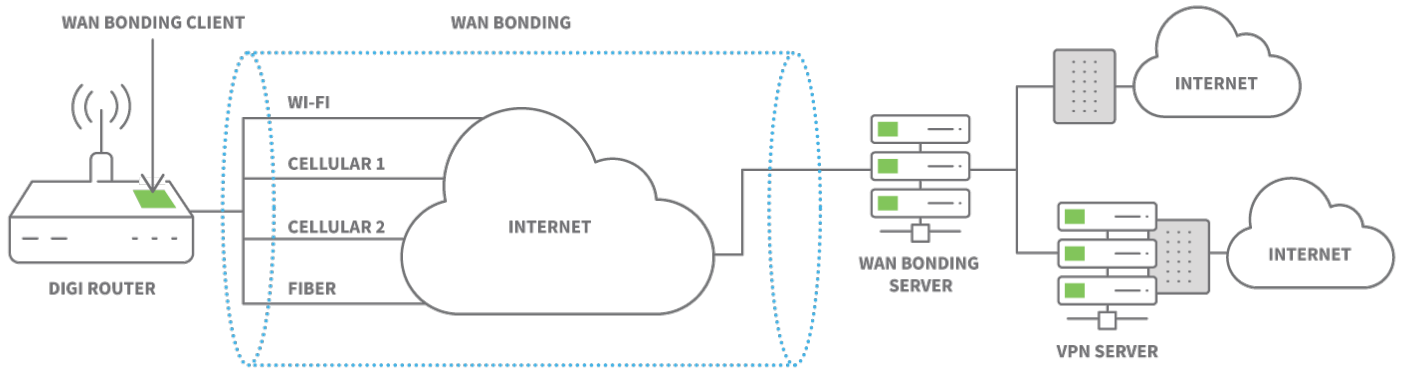 WAN BONDING CLIENT
WAN BONDING
WI-FI
CELLULAR 1
CELLULAR 2
FIBER
INTERNET
DIGI ROUTER
WAN BONDING
SERVER
INTERNET
INTERNET
VPN SERVER